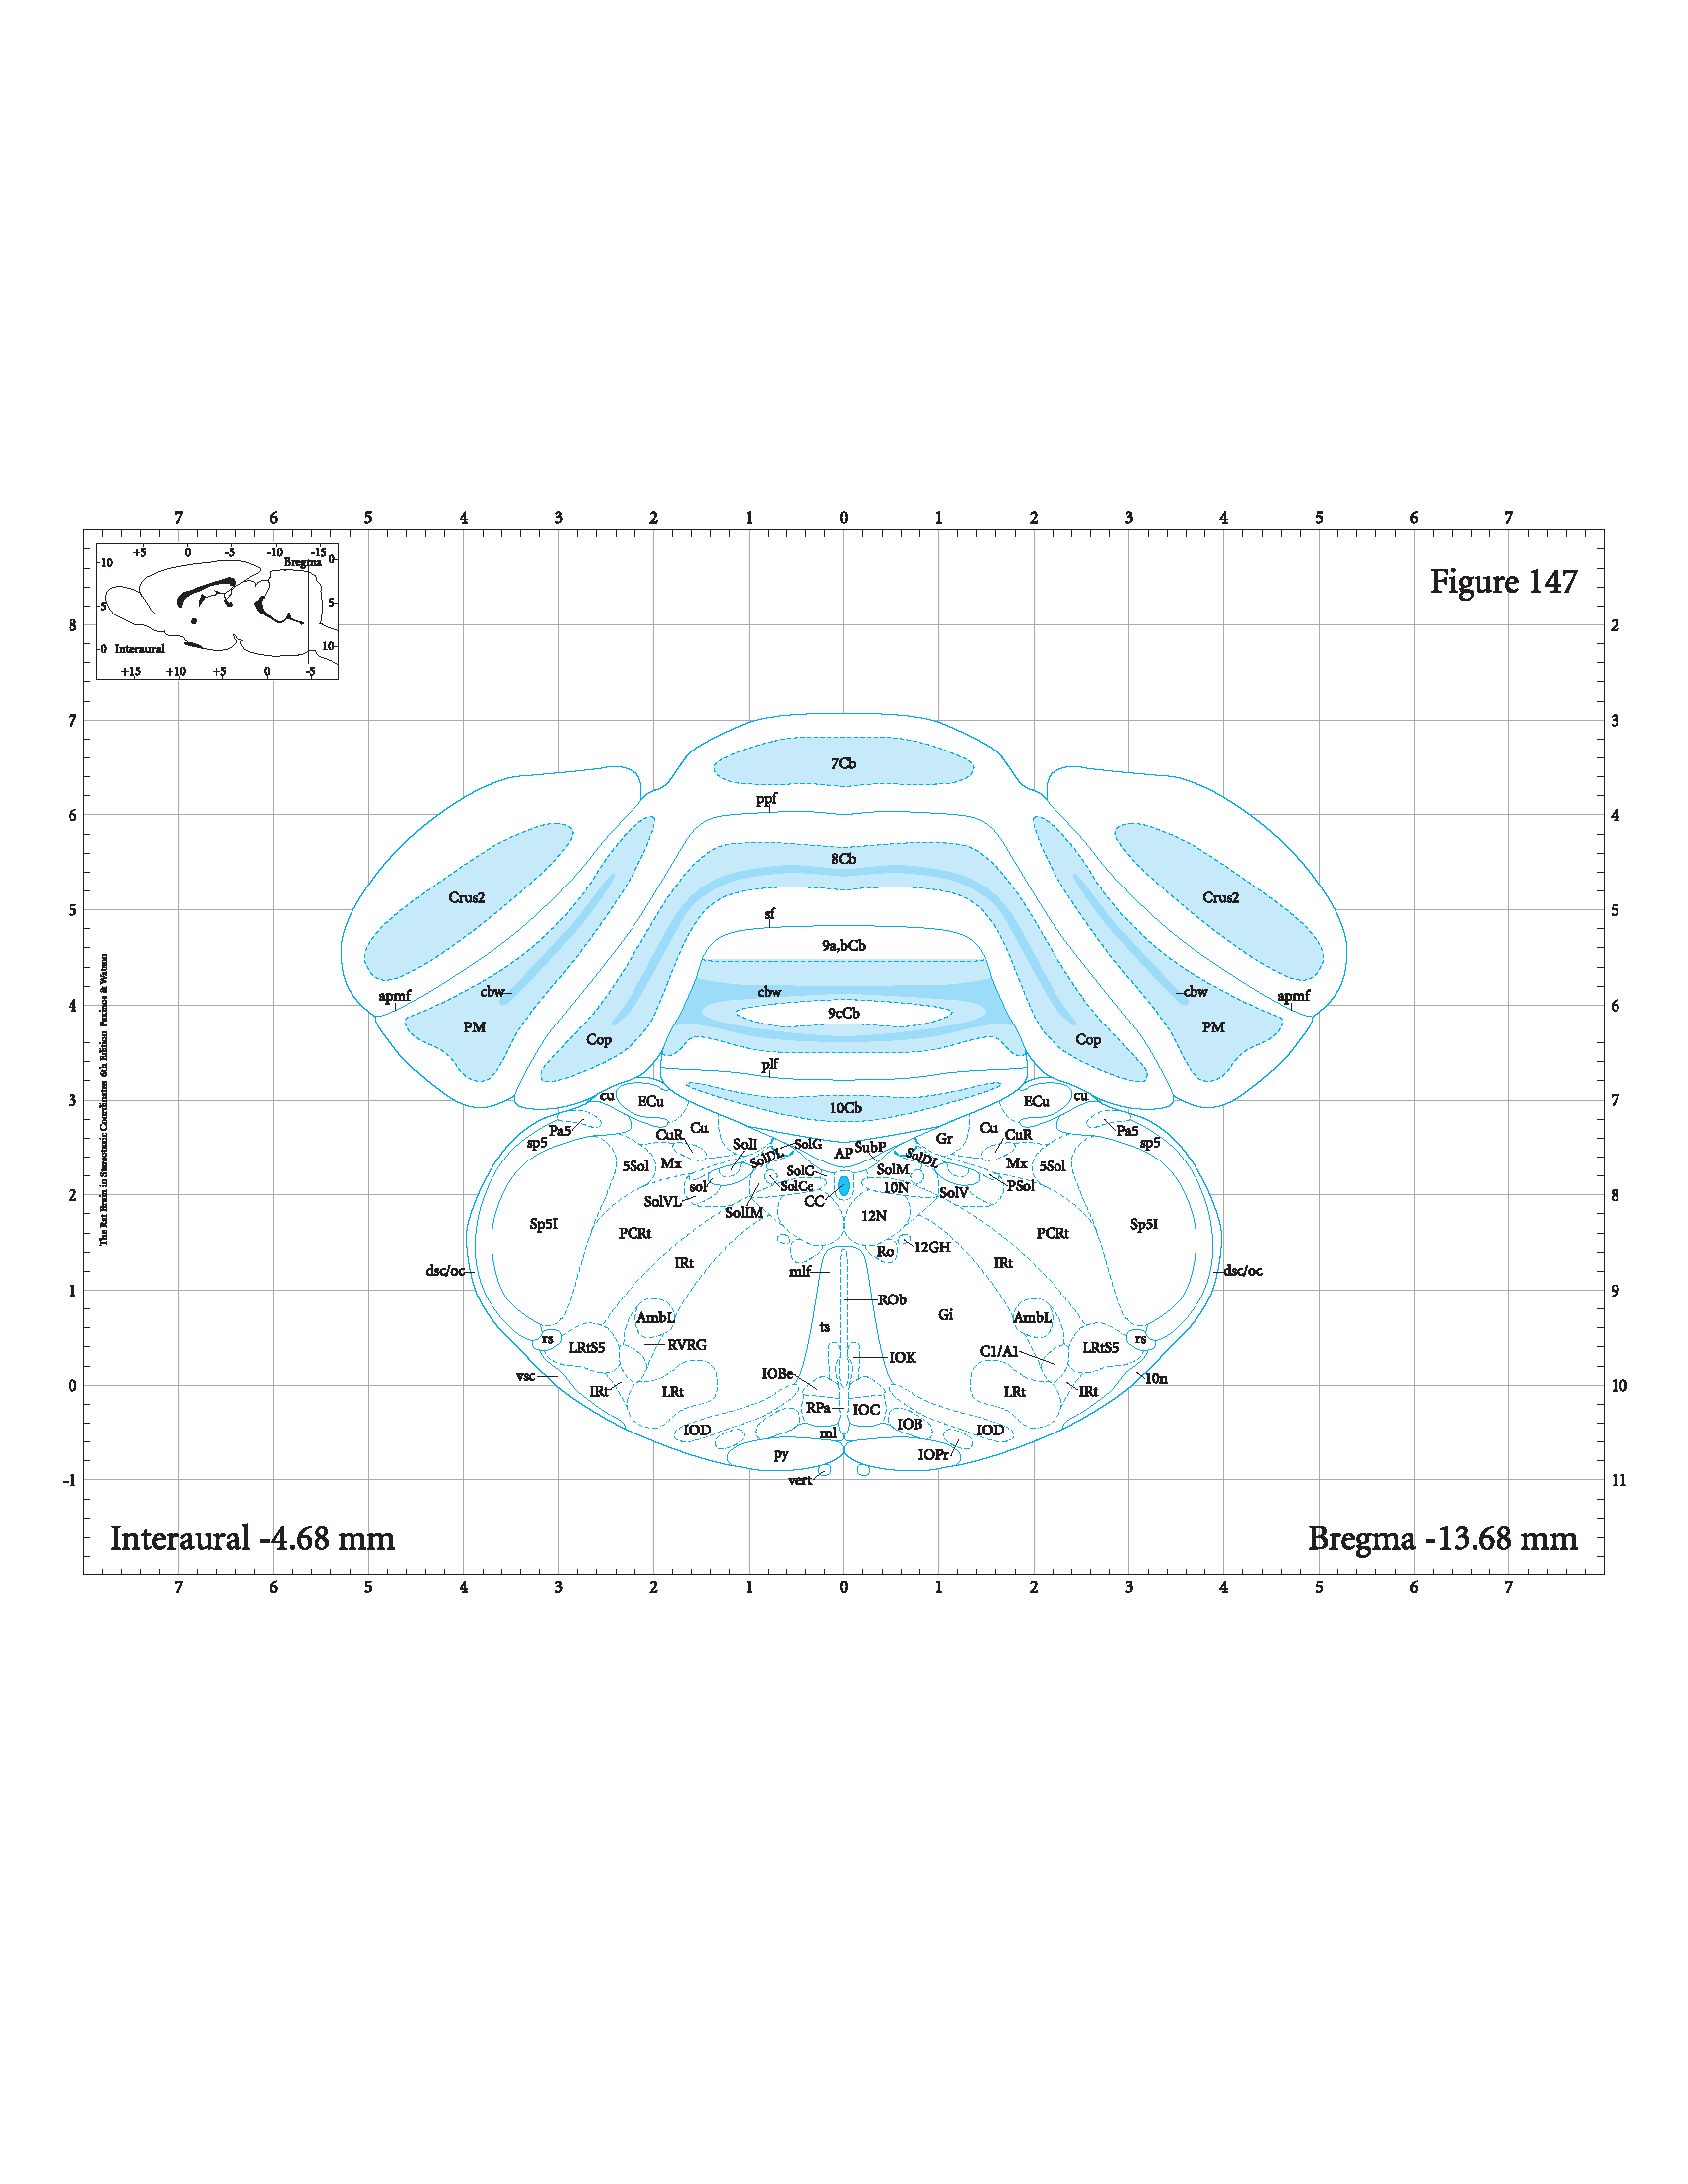 7 6 5 4 3 2 1 0 1 2 3 4 5 6 7
+5 0 -5 -10 -15
Bregma 0
10
5 5
0 Interaural 10
+15 +10 +5 0 -5
Figure 147
8 2
7 3
7Cb
ppf
6 4
8Cb
Crus2 Crus2
5 5
sf
9a,bCb
apmf cbw cbw cbw apmf
4 6
9cCb
PM PM
Cop Cop
plf
3 7
cu ECu 10Cb ECu cu
Pa5 CuR Cu SolI SolG AP SubP Gr Cu CuR Pa5
sp5 sp5
5Sol Mx SolDL SolC SolM SolDL Mx 5Sol
sol SolCe 10N SolV PSol
2 8
SolVL CC
SolIM 12N
Sp5I PCRt PCRt Sp5I
IRt Ro 12GH IRt
dsc/oc mlf dsc/oc
1 9
ROb
AmbL ts Gi AmbL
rs LRtS5 RVRG C1/A1 LRtS5 rs
IOK
vsc IOBe 10n
0 10
IRt LRt LRt IRt
RPa IOC
IOD ml IOB IOD
py IOPr
-1 vert 11
Interaural -4.68 mm Bregma -13.68 mm
7 6 5 4 3 2 1 0 1 2 3 4 5 6 7
The Rat Brain in Stereotaxic Coordinates 6th Edition Paxinos & Watson